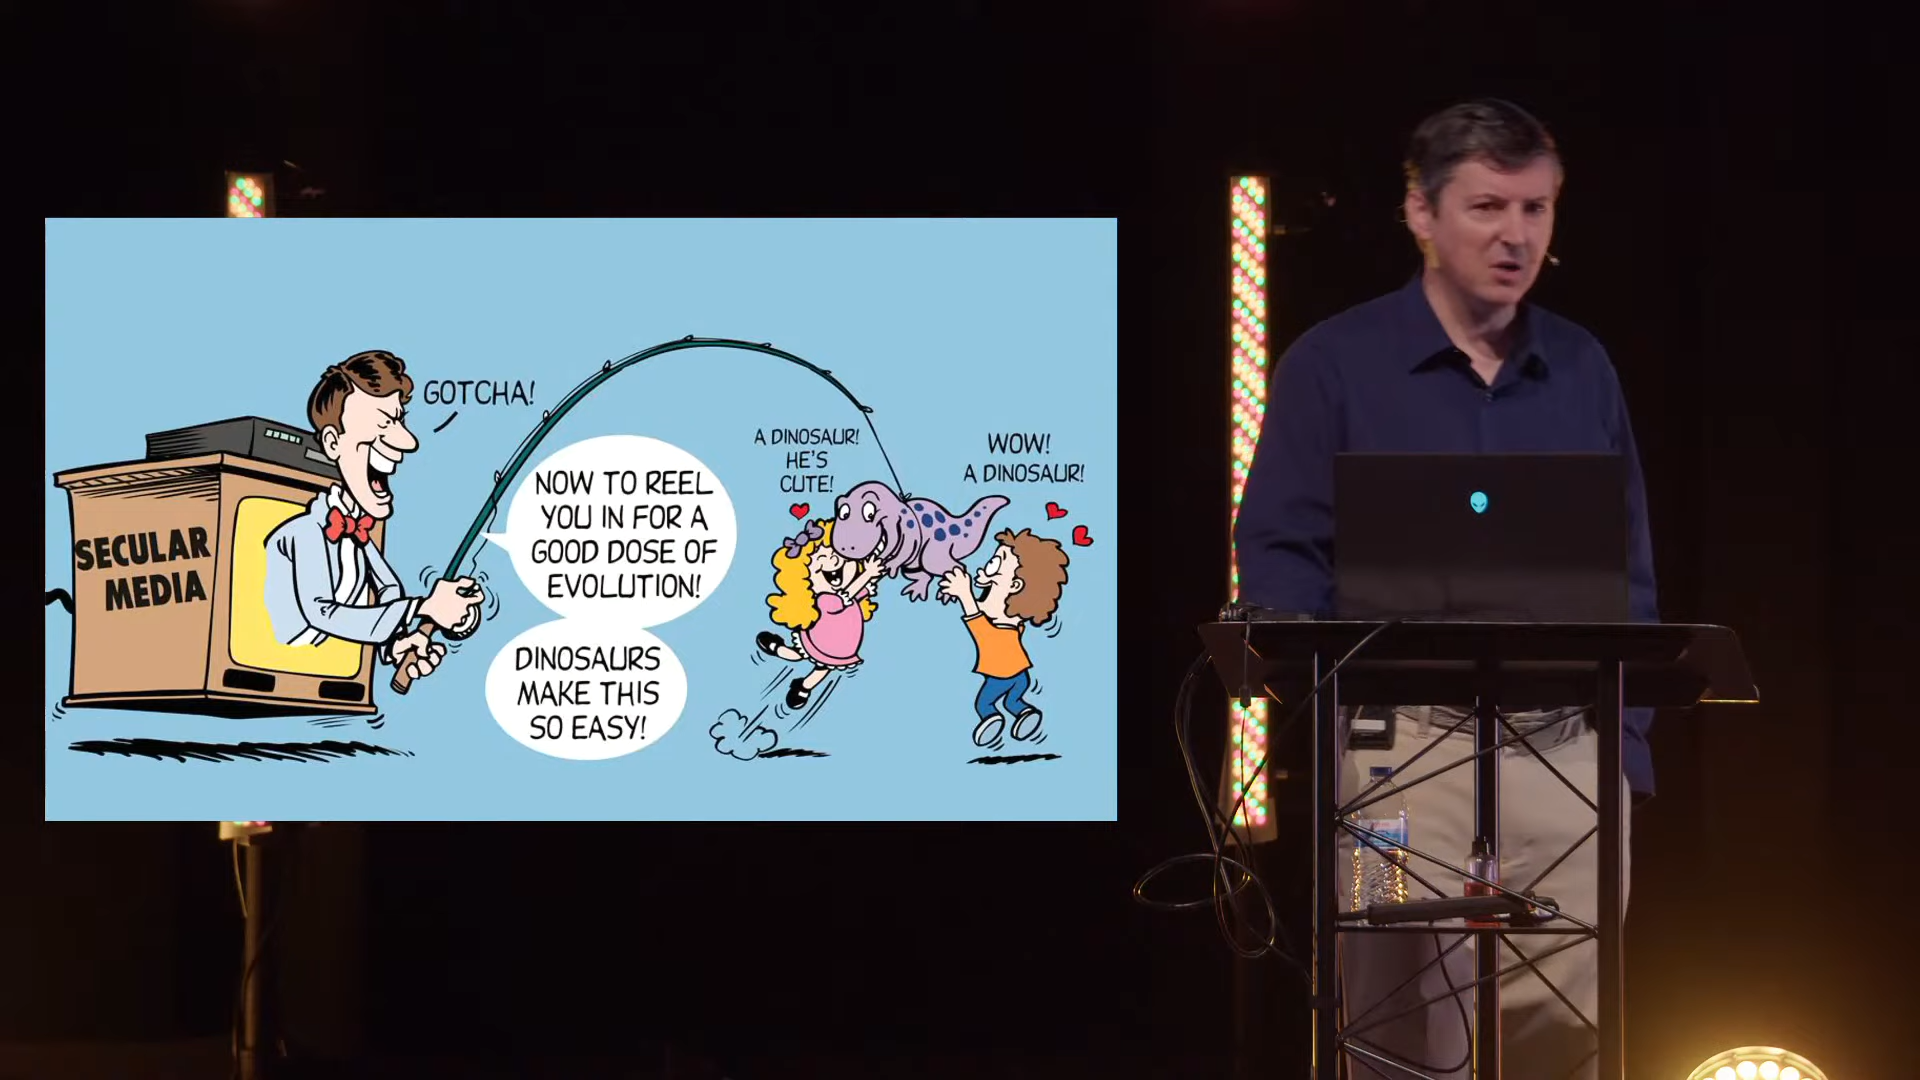 GOTCHA!
NOW TO REEL
YOU IN FOR A
GOOD DOSE OF
EVOLUTION!
DINOSAURS
MAKE THIS
SO EASY!
SECULAR
MEDIA
A DINOSAUR!
HE'S
CUTE!
WOW!
A DINOSAUR!